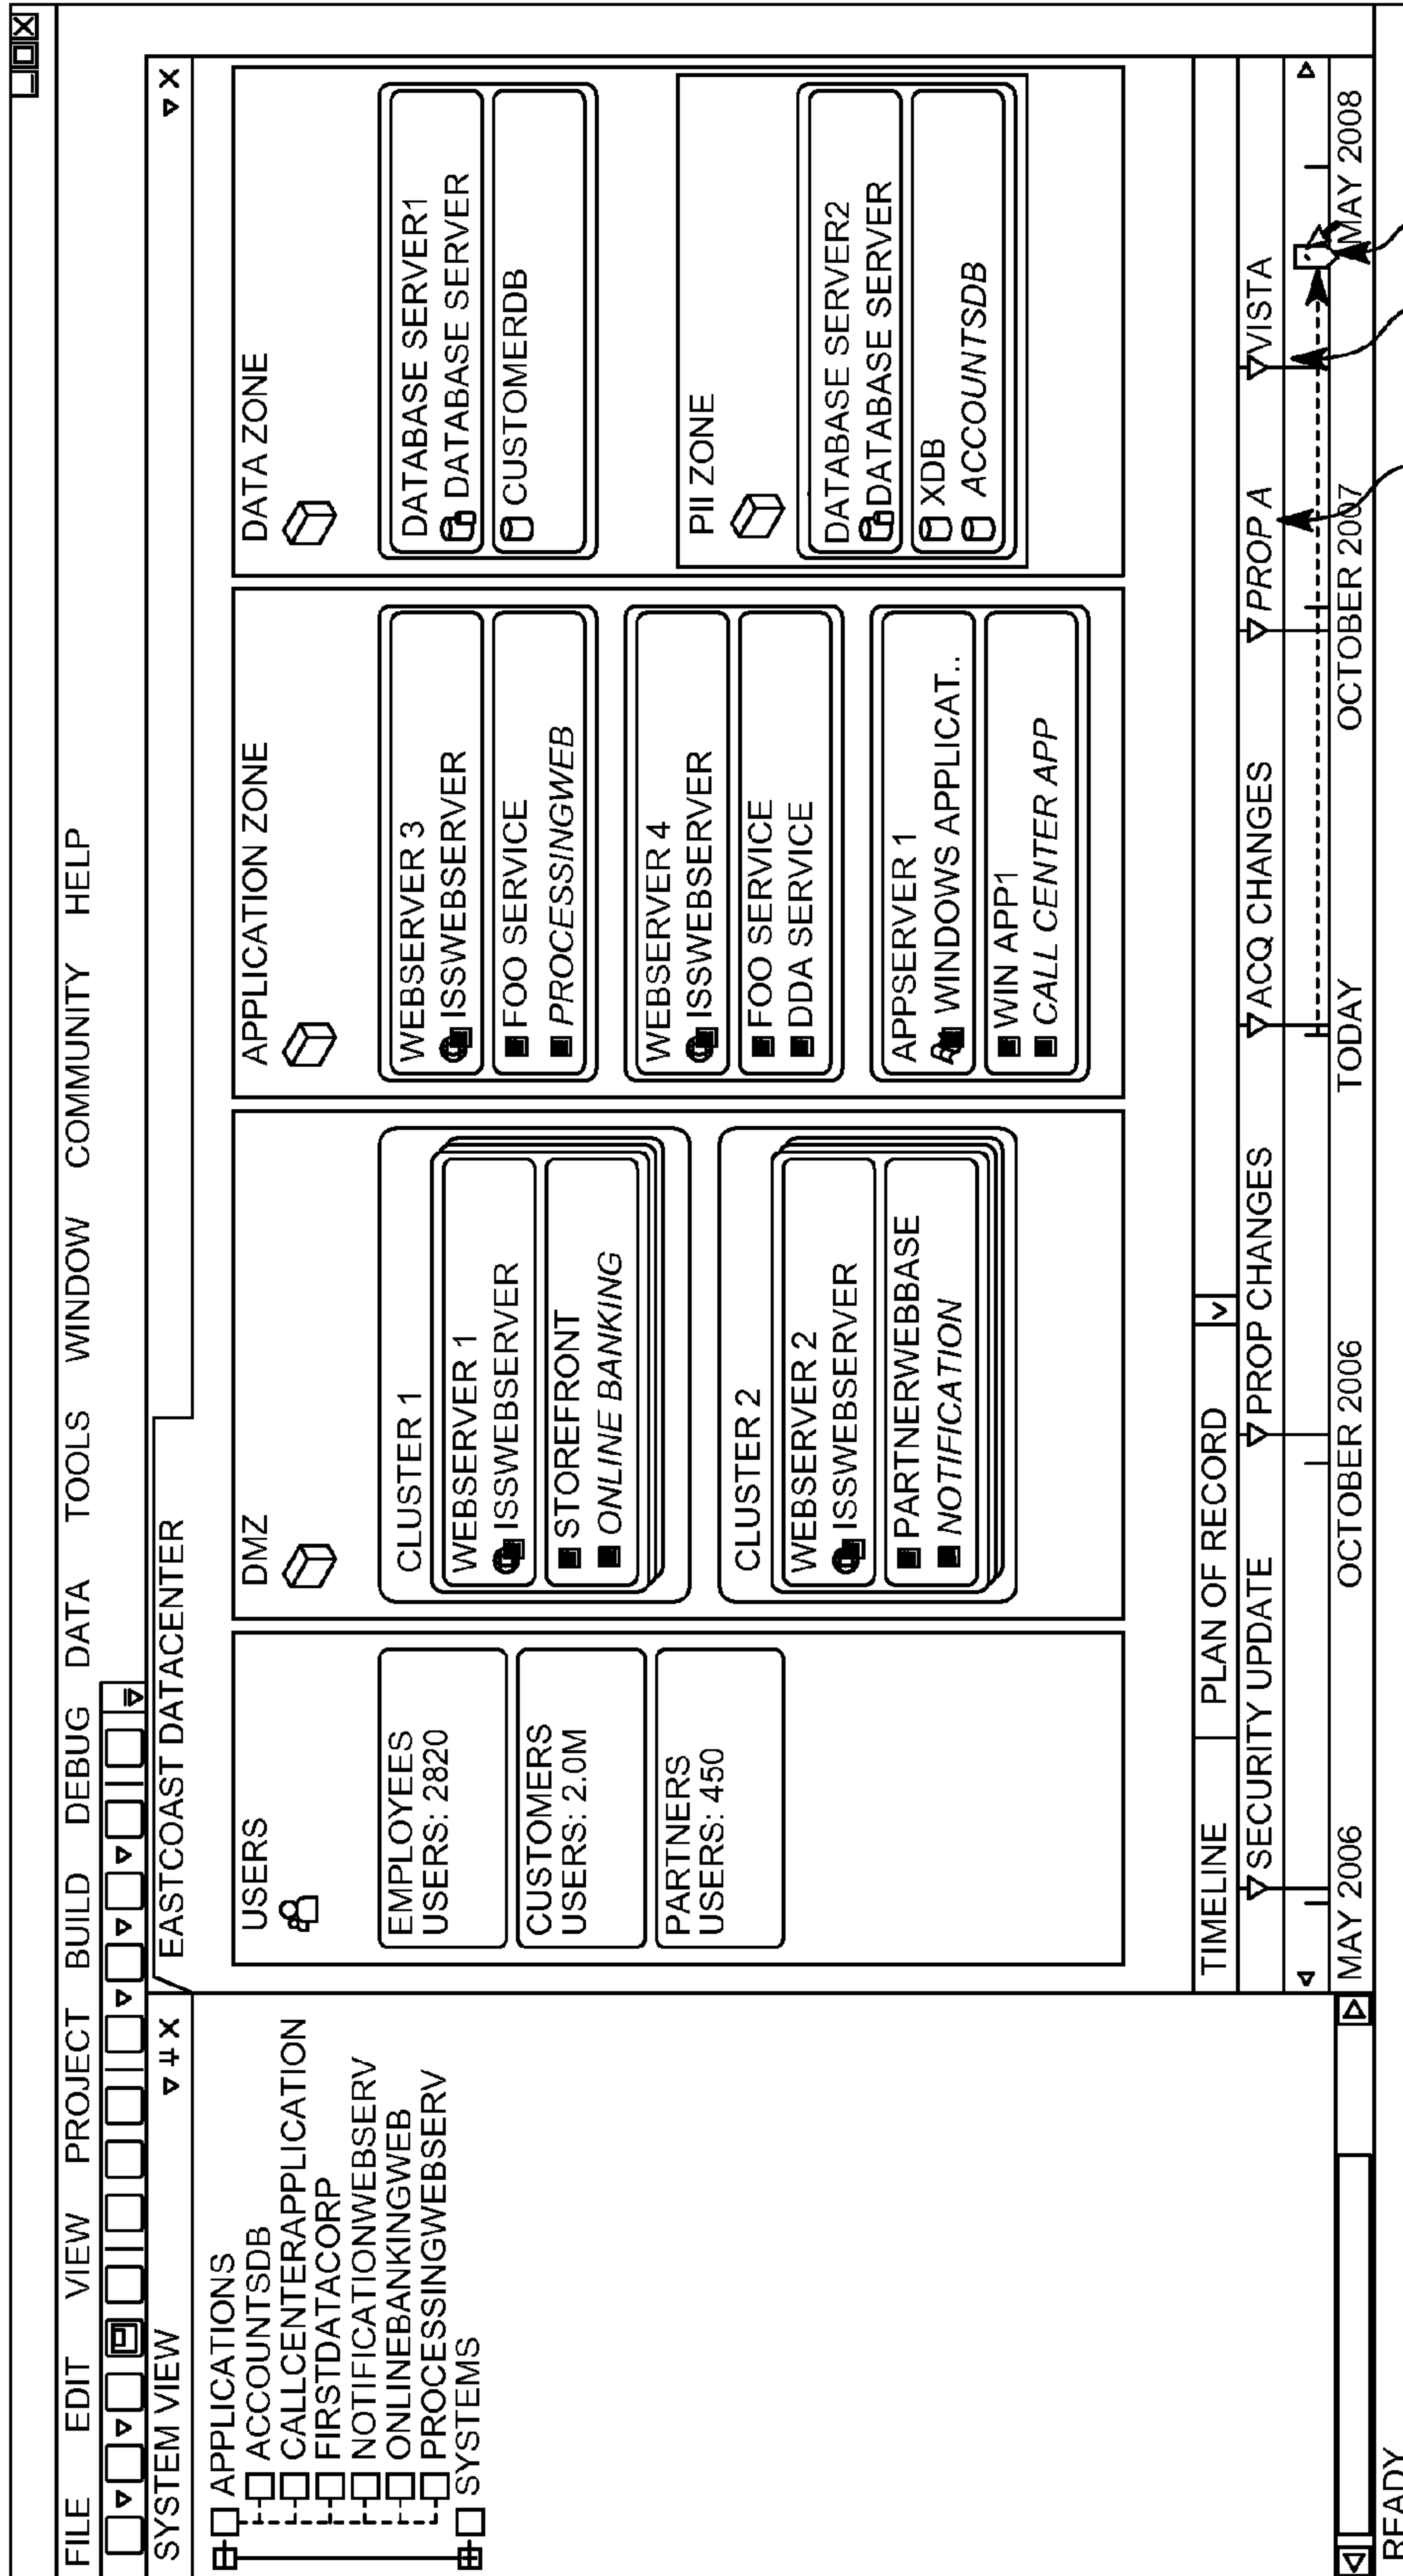 FILE EDIT VIEW PROJECT BUILD DEBUG DATA TOOLS WINDOW COMMUNITY HELP
SYSTEM VIEW
APPLICATIONS
ACCOUNTSDB
CALLCENTERAPPLICATION
FIRSTDATACORP
NOTIFICATIONWEBSERV
ONLINEBANKINGWEB
PROCESSINGWEBSERV
SYSTEMS
EASTCOAST DATACENTER
USERS
EMPLOYEES
USERS: 2820
CUSTOMERS
USERS: 2.0M
PARTNERS
USERS: 450
DMZ
CLUSTER 1
WEBSERVER 1
ISSWEBSERVER
STOREFRONT
ONLINE BANKING
CLUSTER 2
WEBSERVER 2
ISSWEBSERVER
PARTNERWEBBASE
NOTIFICATION
APPLICATION ZONE
WEBSERVER 3
ISSWEBSERVER
FOO SERVICE
PROCESSINGWEB
WEBSERVER 4
ISSWEBSERVER
FOO SERVICE
DDA SERVICE
APPSERVER 1
WINDOWS APPLICAT..
WIN APP1
CALL CENTER APP
DATA ZONE
DATABASE SERVER1
DATABASE SERVER
CUSTOMERDB
PII ZONE
DATABASE SERVER2
DATABASE SERVER
XDB
ACCOUNTSDB
TIMELINE PLAN OF RECORD
SECURITY UPDATE PROP CHANGES ACQ CHANGES PROP A VISTA
MAY 2006 OCTOBER 2006 TODAY OCTOBER 2007 MAY 2008
READY